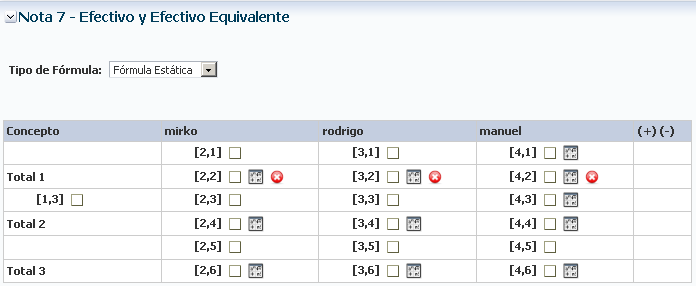 Nota 7 - Efectivo y Efectivo Equivalente
Tipo de Fórmula: Fórmula Estática
Concepto mirko rodrigo manuel (+) (-)
[2,1] [3,1] [4,1]
Total 1 [2,2] [3,2] [4,2]
[1,3] [2,3] [3,3] [4,3]
Total 2 [2,4] [3,4] [4,4]
[2,5] [3,5] [4,5]
Total 3 [2,6] [3,6] [4,6]